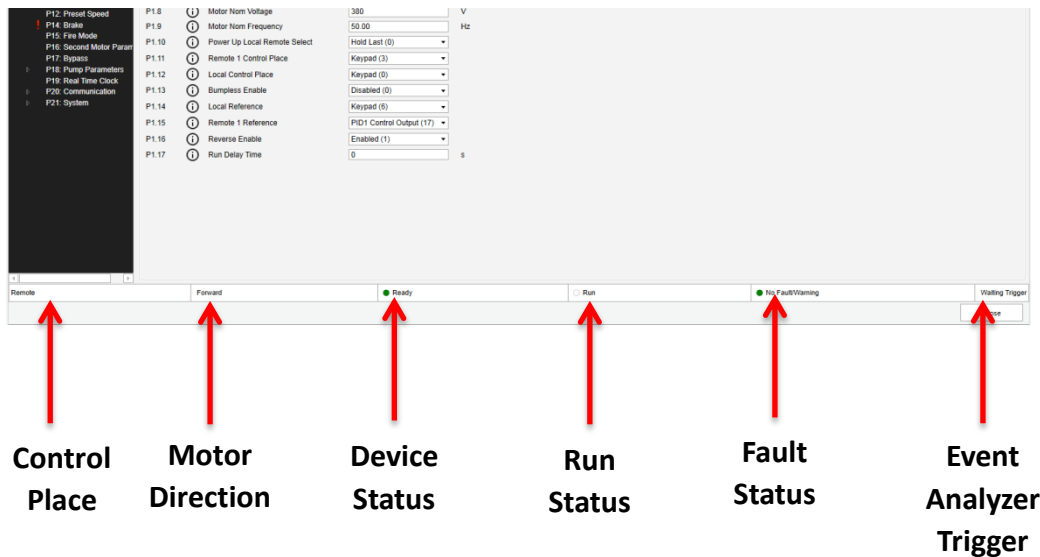 P12: Preset Speed
P14: Brake
P15: Fire Mode
P16: Second Motor Param
P17: Bypass
P18: Pump Parameters
P19: Real Time Clock
P20: Communication
P21: System
P1.8 Motor Nom Voltage 380 V
P1.9 Motor Nom Frequency 50.00 Hz
P1.10 Power Up Local Remote Select Hold Last (0)
P1.11 Remote 1 Control Place Keypad (3)
P1.12 Local Control Place Keypad (0)
P1.13 Bumpless Enable Disabled (0)
P1.14 Local Reference Keypad (6)
P1.15 Remote 1 Reference PID1 Control Output (17)
P1.16 Reverse Enable Enabled (1)
P1.17 Run Delay Time 0 s
Remote Forward Ready Run No Fault/Warning Waiting Trigger
Control
Place
Motor
Direction
Device
Status
Run
Status
Fault
Status
Event
Analyzer
Trigger